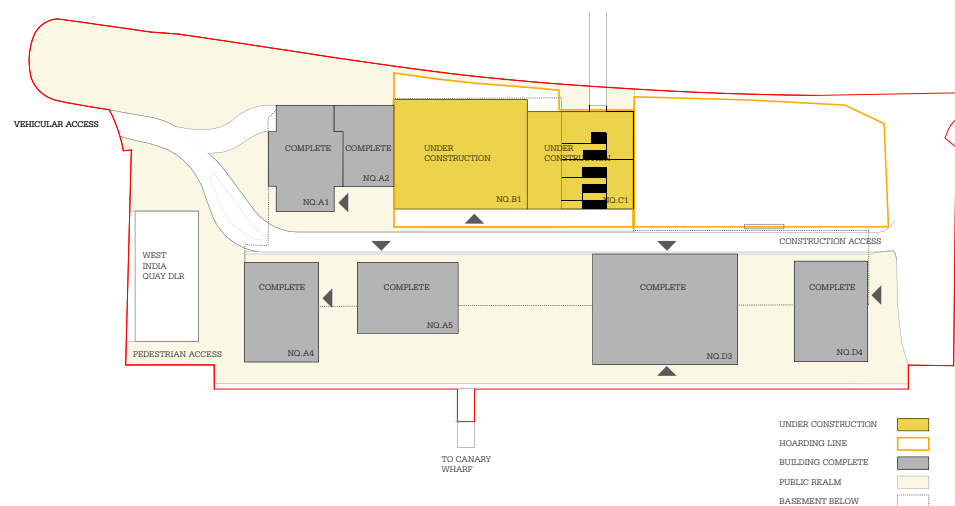 VEHICULAR ACCESS
COMPLETE
COMPLETE
UNDER
CONSTRUCTION
UNDER
CONSTRUCTION
NQ.A2
NQ.A1
NQ.B1
NQ.C1
CONSTRUCTION ACCESS
WEST
INDIA
QUAY DLR
COMPLETE
COMPLETE
COMPLETE
COMPLETE
NQ.A5
NQ.A4
NQ.D3
NQ.D4
PEDESTRIAN ACCESS
TO CANARY
WHARF
UNDER CONSTRUCTION
HOARDING LINE
BUILDING COMPLETE
PUBLIC REALM
BASEMENT BELOW